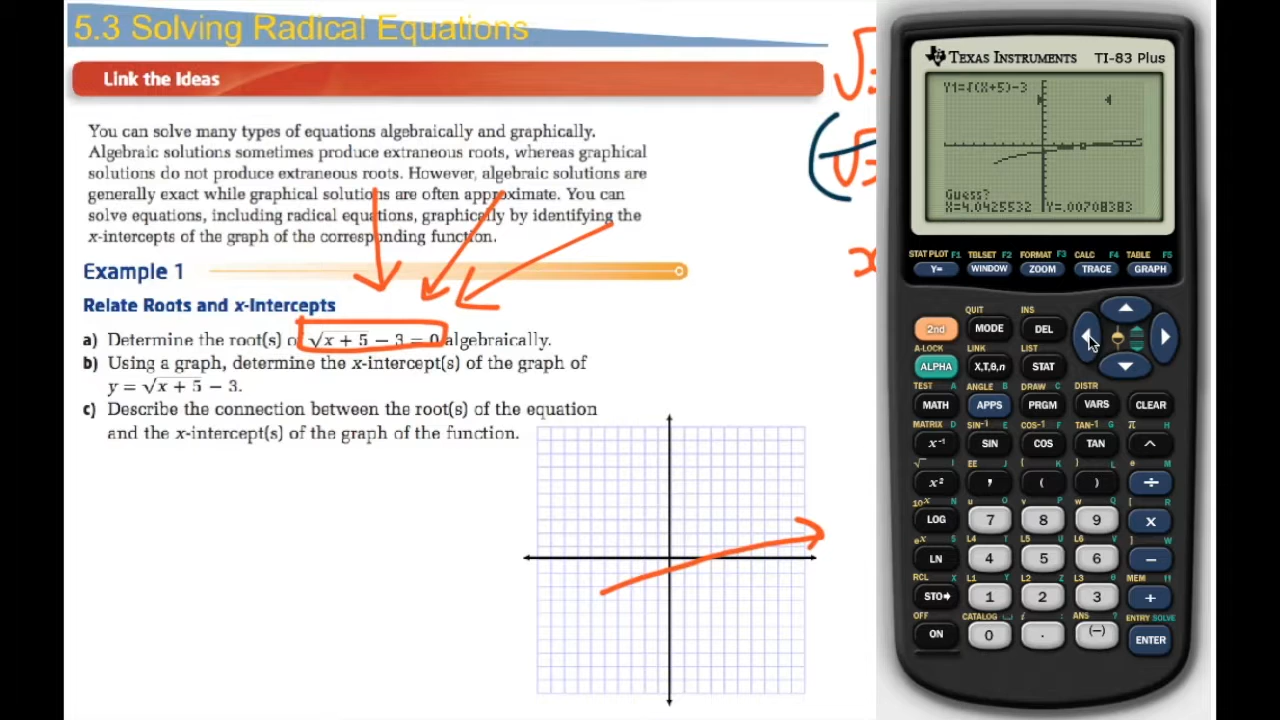 5.3 Solving Radical Equations
Link the Ideas
You can solve many types of equations algebraically and graphically.
Algebraic solutions sometimes produce extraneous roots, whereas graphical
solutions do not produce extraneous roots. However, algebraic solutions are
generally exact while graphical solutions are often approximate. You can
solve equations, including radical equations, graphically by identifying the
x-intercepts of the graph of the corresponding function.
Example 1
Relate Roots and x-Intercepts
a) Determine the root(s) of √x + 5 − 3 = 0 algebraically.
b) Using a graph, determine the x-intercept(s) of the graph of
y = √x + 5 − 3.
c) Describe the connection between the root(s) of the equation
and the x-intercept(s) of the graph of the function.
TEXAS INSTRUMENTS TI-83 Plus
Y1=√(X+5)-3
Guess?
X=4.0425532 Y=.00708383
STAT PLOT F1 TBLSET F2 FORMAT F3 CALC F4 TABLE F5
Y= WINDOW ZOOM TRACE GRAPH
QUIT INS
2nd MODE DEL
A-LOCK LINK LIST
ALPHA X,T,θ,n STAT
TEST A ANGLE B DRAW C DISTR
MATH APPS PRGM VARS CLEAR
MATRIX D SIN⁻¹ E COS⁻¹ F TAN⁻¹ G π H
x⁻¹ SIN COS TAN ^
√ I EE J { K } L e M
x² , ( ) ÷
10ˣ N u O v P w Q [ R
LOG 7 8 9 x
eˣ S L4 T L5 U L6 V ] W
LN 4 5 6 −
RCL X L1 Y L2 Z L3 θ MEM "
STO➔ 1 2 3 +
OFF CATALOG i : ANS ? ENTRY SOLVE
ON 0 . (−) ENTER